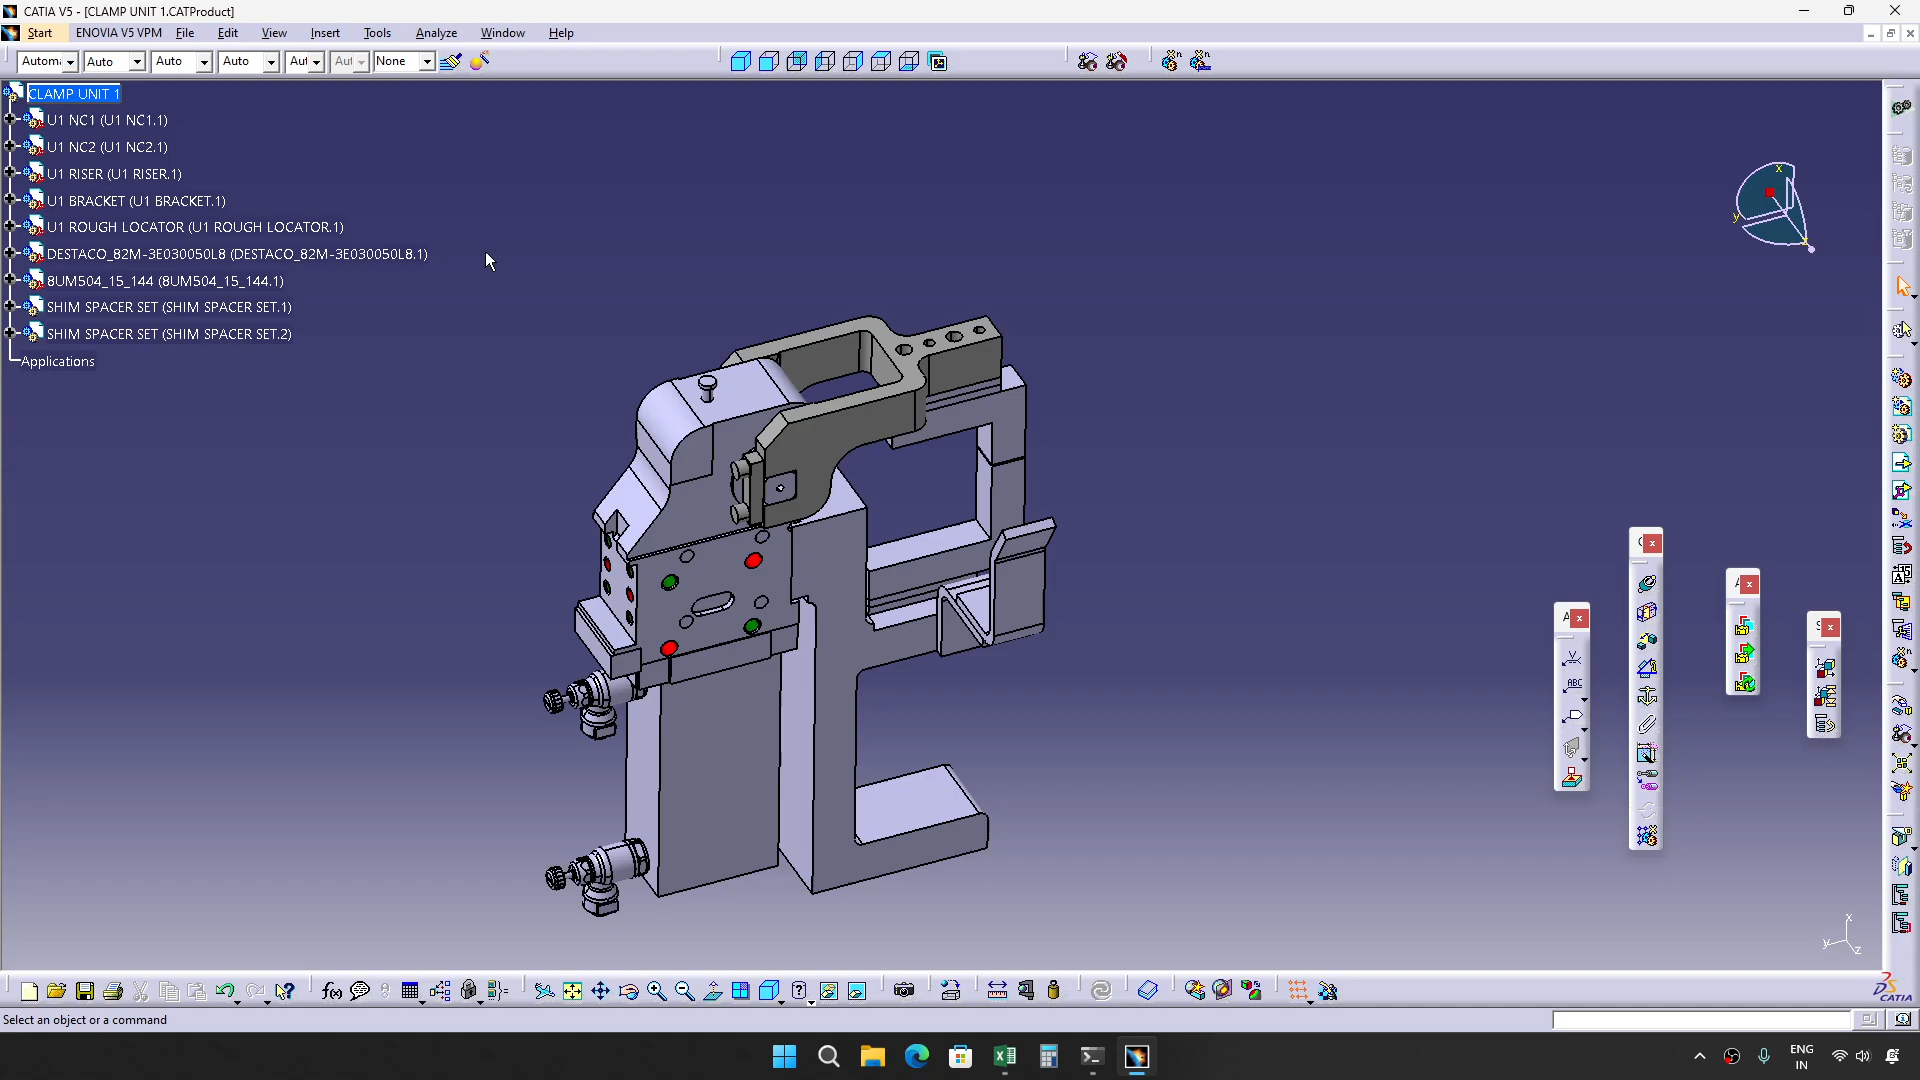 CATIA V5 - [CLAMP UNIT 1.CATProduct]
Start ENOVIA V5 VPM File Edit View Insert Tools Analyze Window Help
Auto Auto Auto None
CLAMP UNIT 1
U1 NC1 (U1 NC1.1)
U1 NC2 (U1 NC2.1)
U1 RISER (U1 RISER.1)
U1 BRACKET (U1 BRACKET.1)
U1 ROUGH LOCATOR (U1 ROUGH LOCATOR.1)
DESTACO_82M-3E030050L8 (DESTACO_82M-3E030050L8.1)
8UM504_15_144 (8UM504_15_144.1)
SHIM SPACER SET (SHIM SPACER SET.1)
SHIM SPACER SET (SHIM SPACER SET.2)
Applications
x
y
ABC
x
y
z
f(x)
CATIA
Select an object or a command
ENG
IN